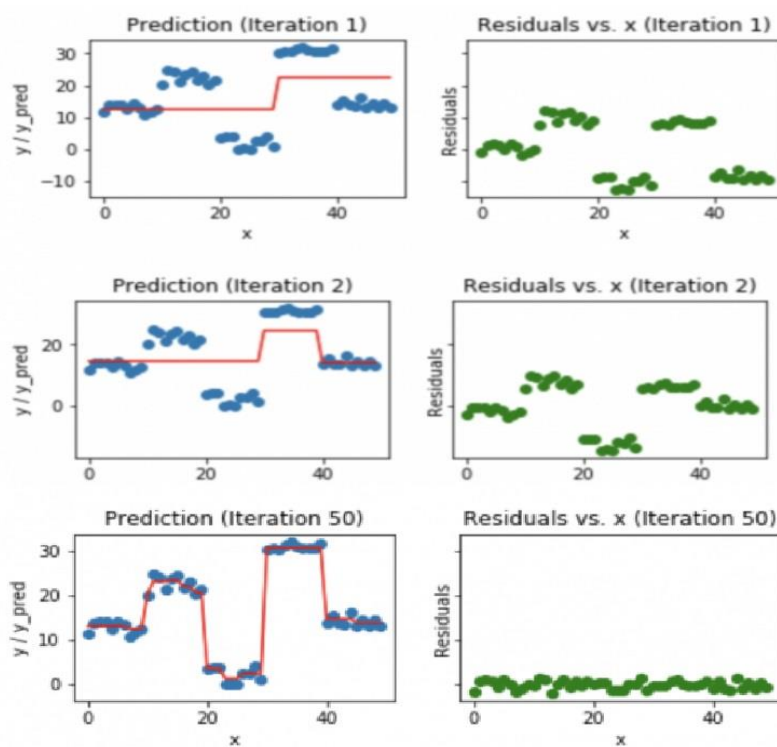 Prediction (Iteration 1)
Residuals vs. x (Iteration 1)
y / y_pred
30
20
10
0
−10
0
20
40
x
Residuals
0
20
40
x
Prediction (Iteration 2)
Residuals vs. x (Iteration 2)
y / y_pred
20
0
0
20
40
Residuals
0
20
40
Prediction (Iteration 50)
Residuals vs. x (Iteration 50)
y / y_pred
30
20
10
0
0
20
40
x
Residuals
0
20
40
x